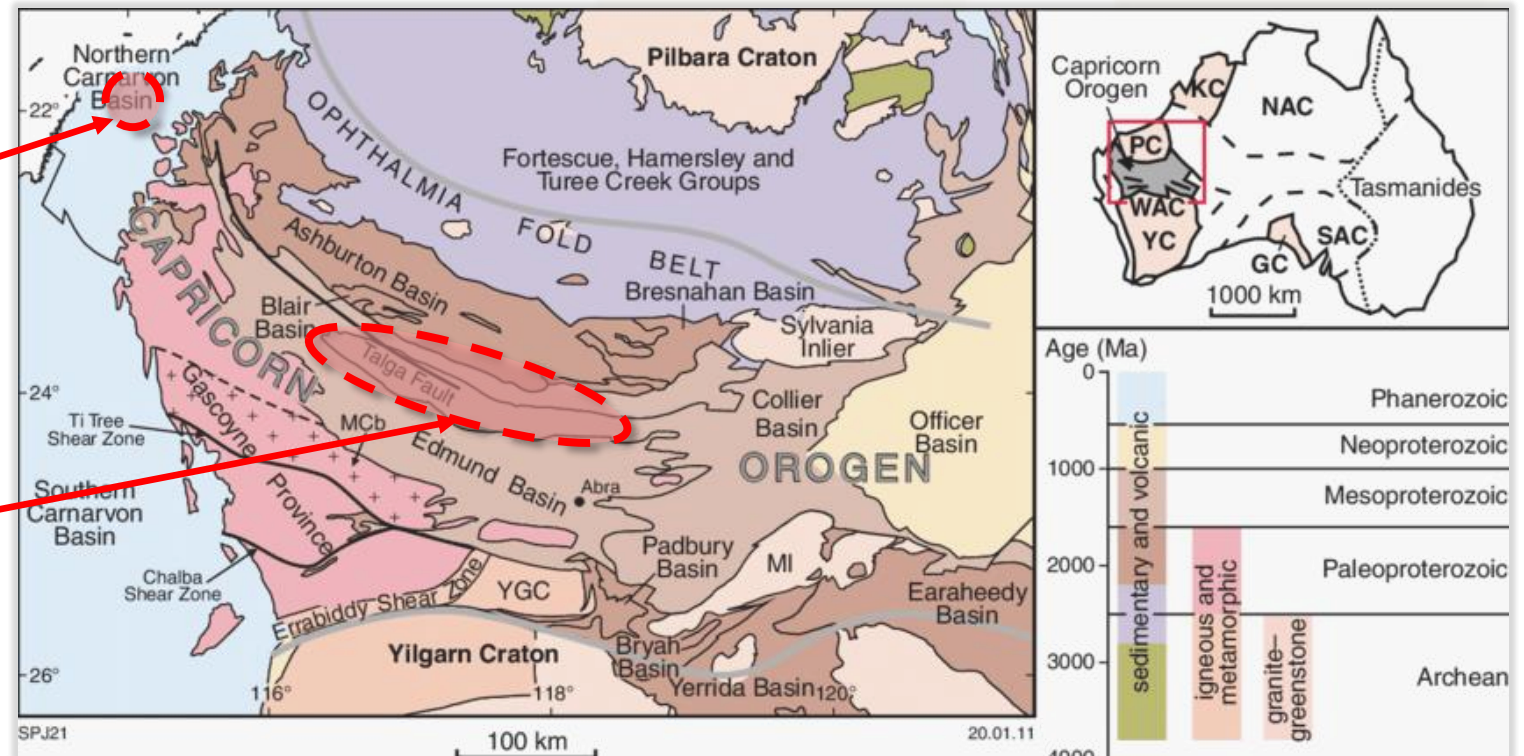 Northern
Carnarvon
Basin
22°
24°
26°
Pilbara Craton
OPHTHALMIA
FOLD
BELT
Fortescue, Hamersley and
Turee Creek Groups
CAPRICORN
Ashburton Basin
Blair
Basin
Bresnahan Basin
Sylvania
Inlier
Talga Fault
Gascoyne
Province
Ti Tree
Shear Zone
MCb
Edmund Basin
Abra
Collier
Basin
Officer
Basin
OROGEN
Southern
Carnarvon
Basin
Chalba
Shear Zone
Padbury
Basin
MI
YGC
Errabiddy Shear Zone
Earaheedy
Basin
Yilgarn Craton
Bryah
Basin
Yerrida Basin
116°
118°
120°
SPJ21
20.01.11
100 km
Capricorn
Orogen
KC
NAC
PC
WAC
YC
GC
SAC
Tasmanides
1000 km
Age (Ma)
0
1000
2000
3000
4000
sedimentary and volcanic
igneous and
metamorphic
granite–
greenstone
Phanerozoic
Neoproterozoic
Mesoproterozoic
Paleoproterozoic
Archean